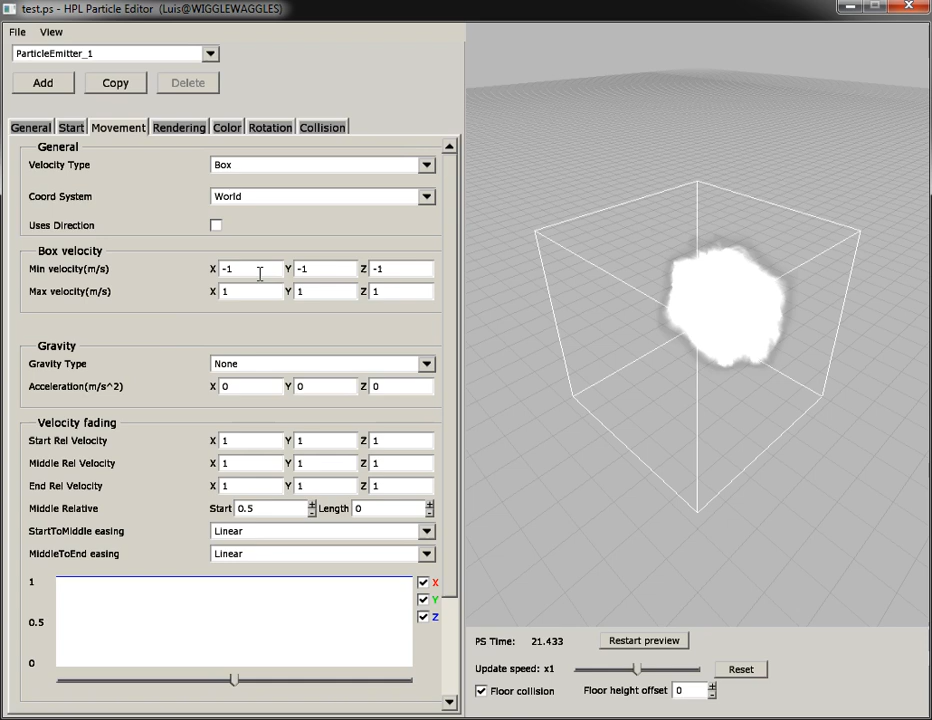 test.ps - HPL Particle Editor (Luis@WIGGLEWAGGLES)
File View
ParticleEmitter_1
Add Copy Delete
General Start Movement Rendering Color Rotation Collision
General
Velocity Type Box
Coord System World
Uses Direction
Box velocity
Min velocity(m/s) X -1 Y -1 Z -1
Max velocity(m/s) X 1 Y 1 Z 1
Gravity
Gravity Type None
Acceleration(m/s^2) X 0 Y 0 Z 0
Velocity fading
Start Rel Velocity X 1 Y 1 Z 1
Middle Rel Velocity X 1 Y 1 Z 1
End Rel Velocity X 1 Y 1 Z 1
Middle Relative Start 0.5 Length 0
StartToMiddle easing Linear
MiddleToEnd easing Linear
1 X
Y
0.5 Z
0
PS Time: 21.433 Restart preview
Update speed: x1 Reset
Floor collision Floor height offset 0